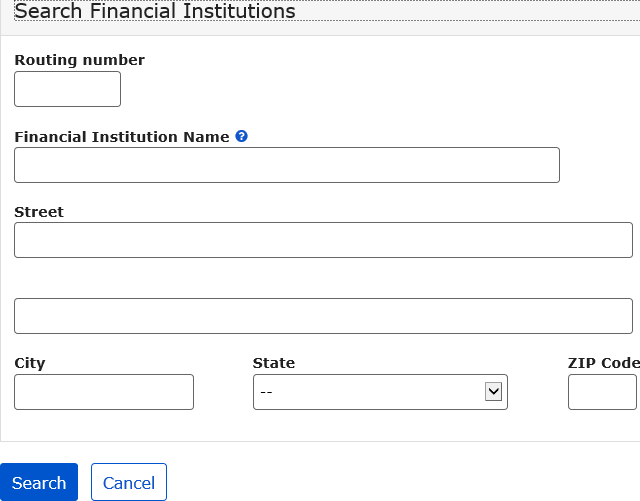 Search Financial Institutions
Routing number
Financial Institution Name ?
Street
City State ZIP Code
--
Search Cancel